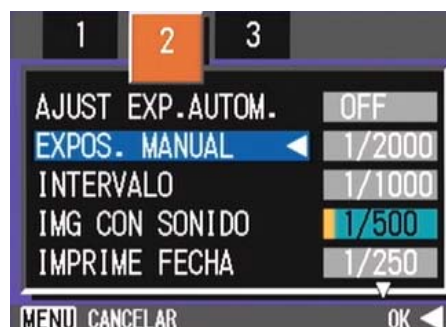 1 2 3
AJUST EXP.AUTOM. OFF
EXPOS. MANUAL 1/2000
INTERVALO 1/1000
IMG CON SONIDO 1/500
IMPRIME FECHA 1/250
MENU CANCELAR OK